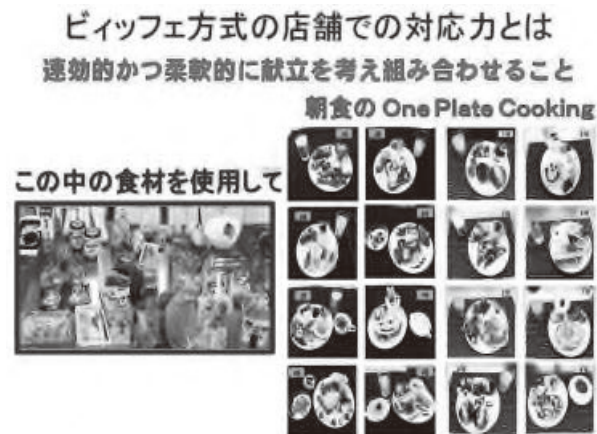 ビィッフェ方式の店舗での対応力とは
速効的かつ柔軟的に献立を考え組み合わせること
朝食の One Plate Cooking
この中の食材を使用して